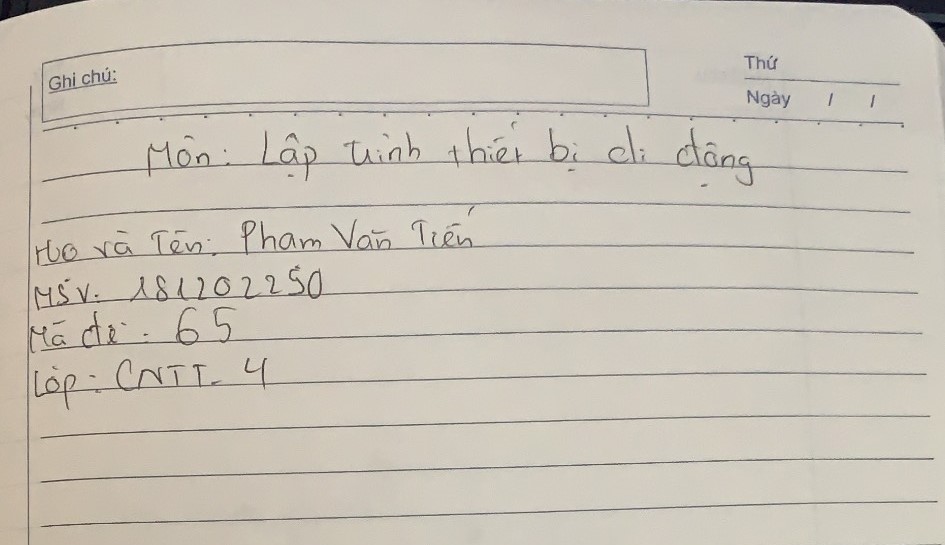 Ghi chú:
Thứ
Ngày / /
Môn: Lập trình thiết bị di động
Họ và Tên: Phạm Văn Tiến
MSV: 181202250
Mã đề: 65
Lớp: CNTT-4